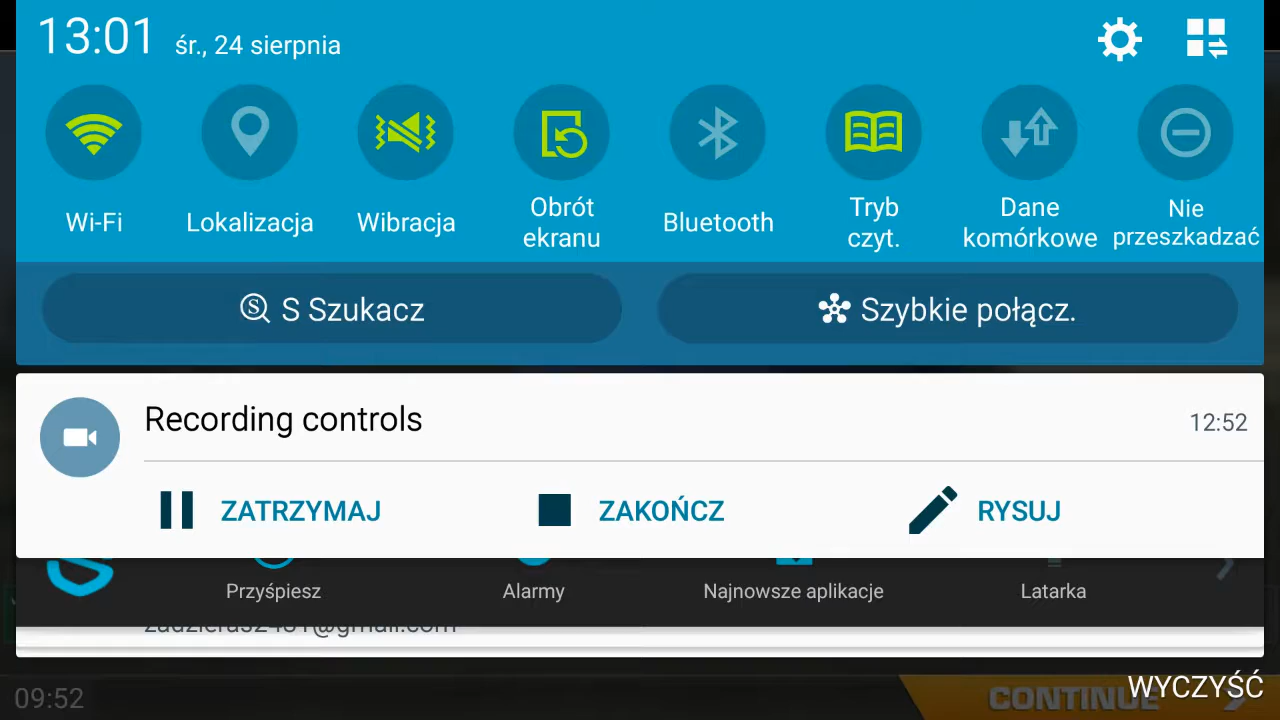 13:01 śr., 24 sierpnia
Wi-Fi
Lokalizacja
Wibracja
Obrót
ekranu
Bluetooth
Tryb
czyt.
Dane
komórkowe
Nie
przeszkadzać
S Szukacz
Szybkie połącz.
Recording controls
12:52
ZATRZYMAJ
ZAKOŃCZ
RYSUJ
Przyśpiesz
Alarmy
Najnowsze aplikacje
Latarka
09:52
CONTINUE
WYCZYŚĆ